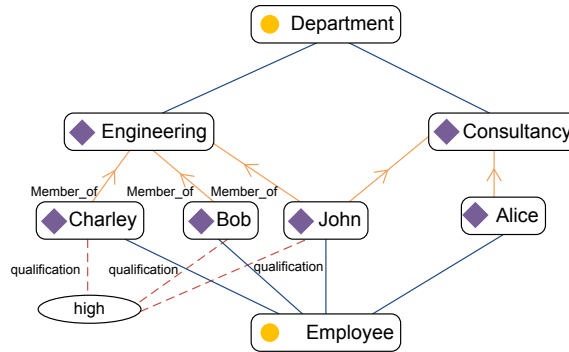 Department
Engineering
Consultancy
Member_of
Member_of
Member_of
Charley
Bob
John
Alice
qualification
qualification
qualification
high
Employee